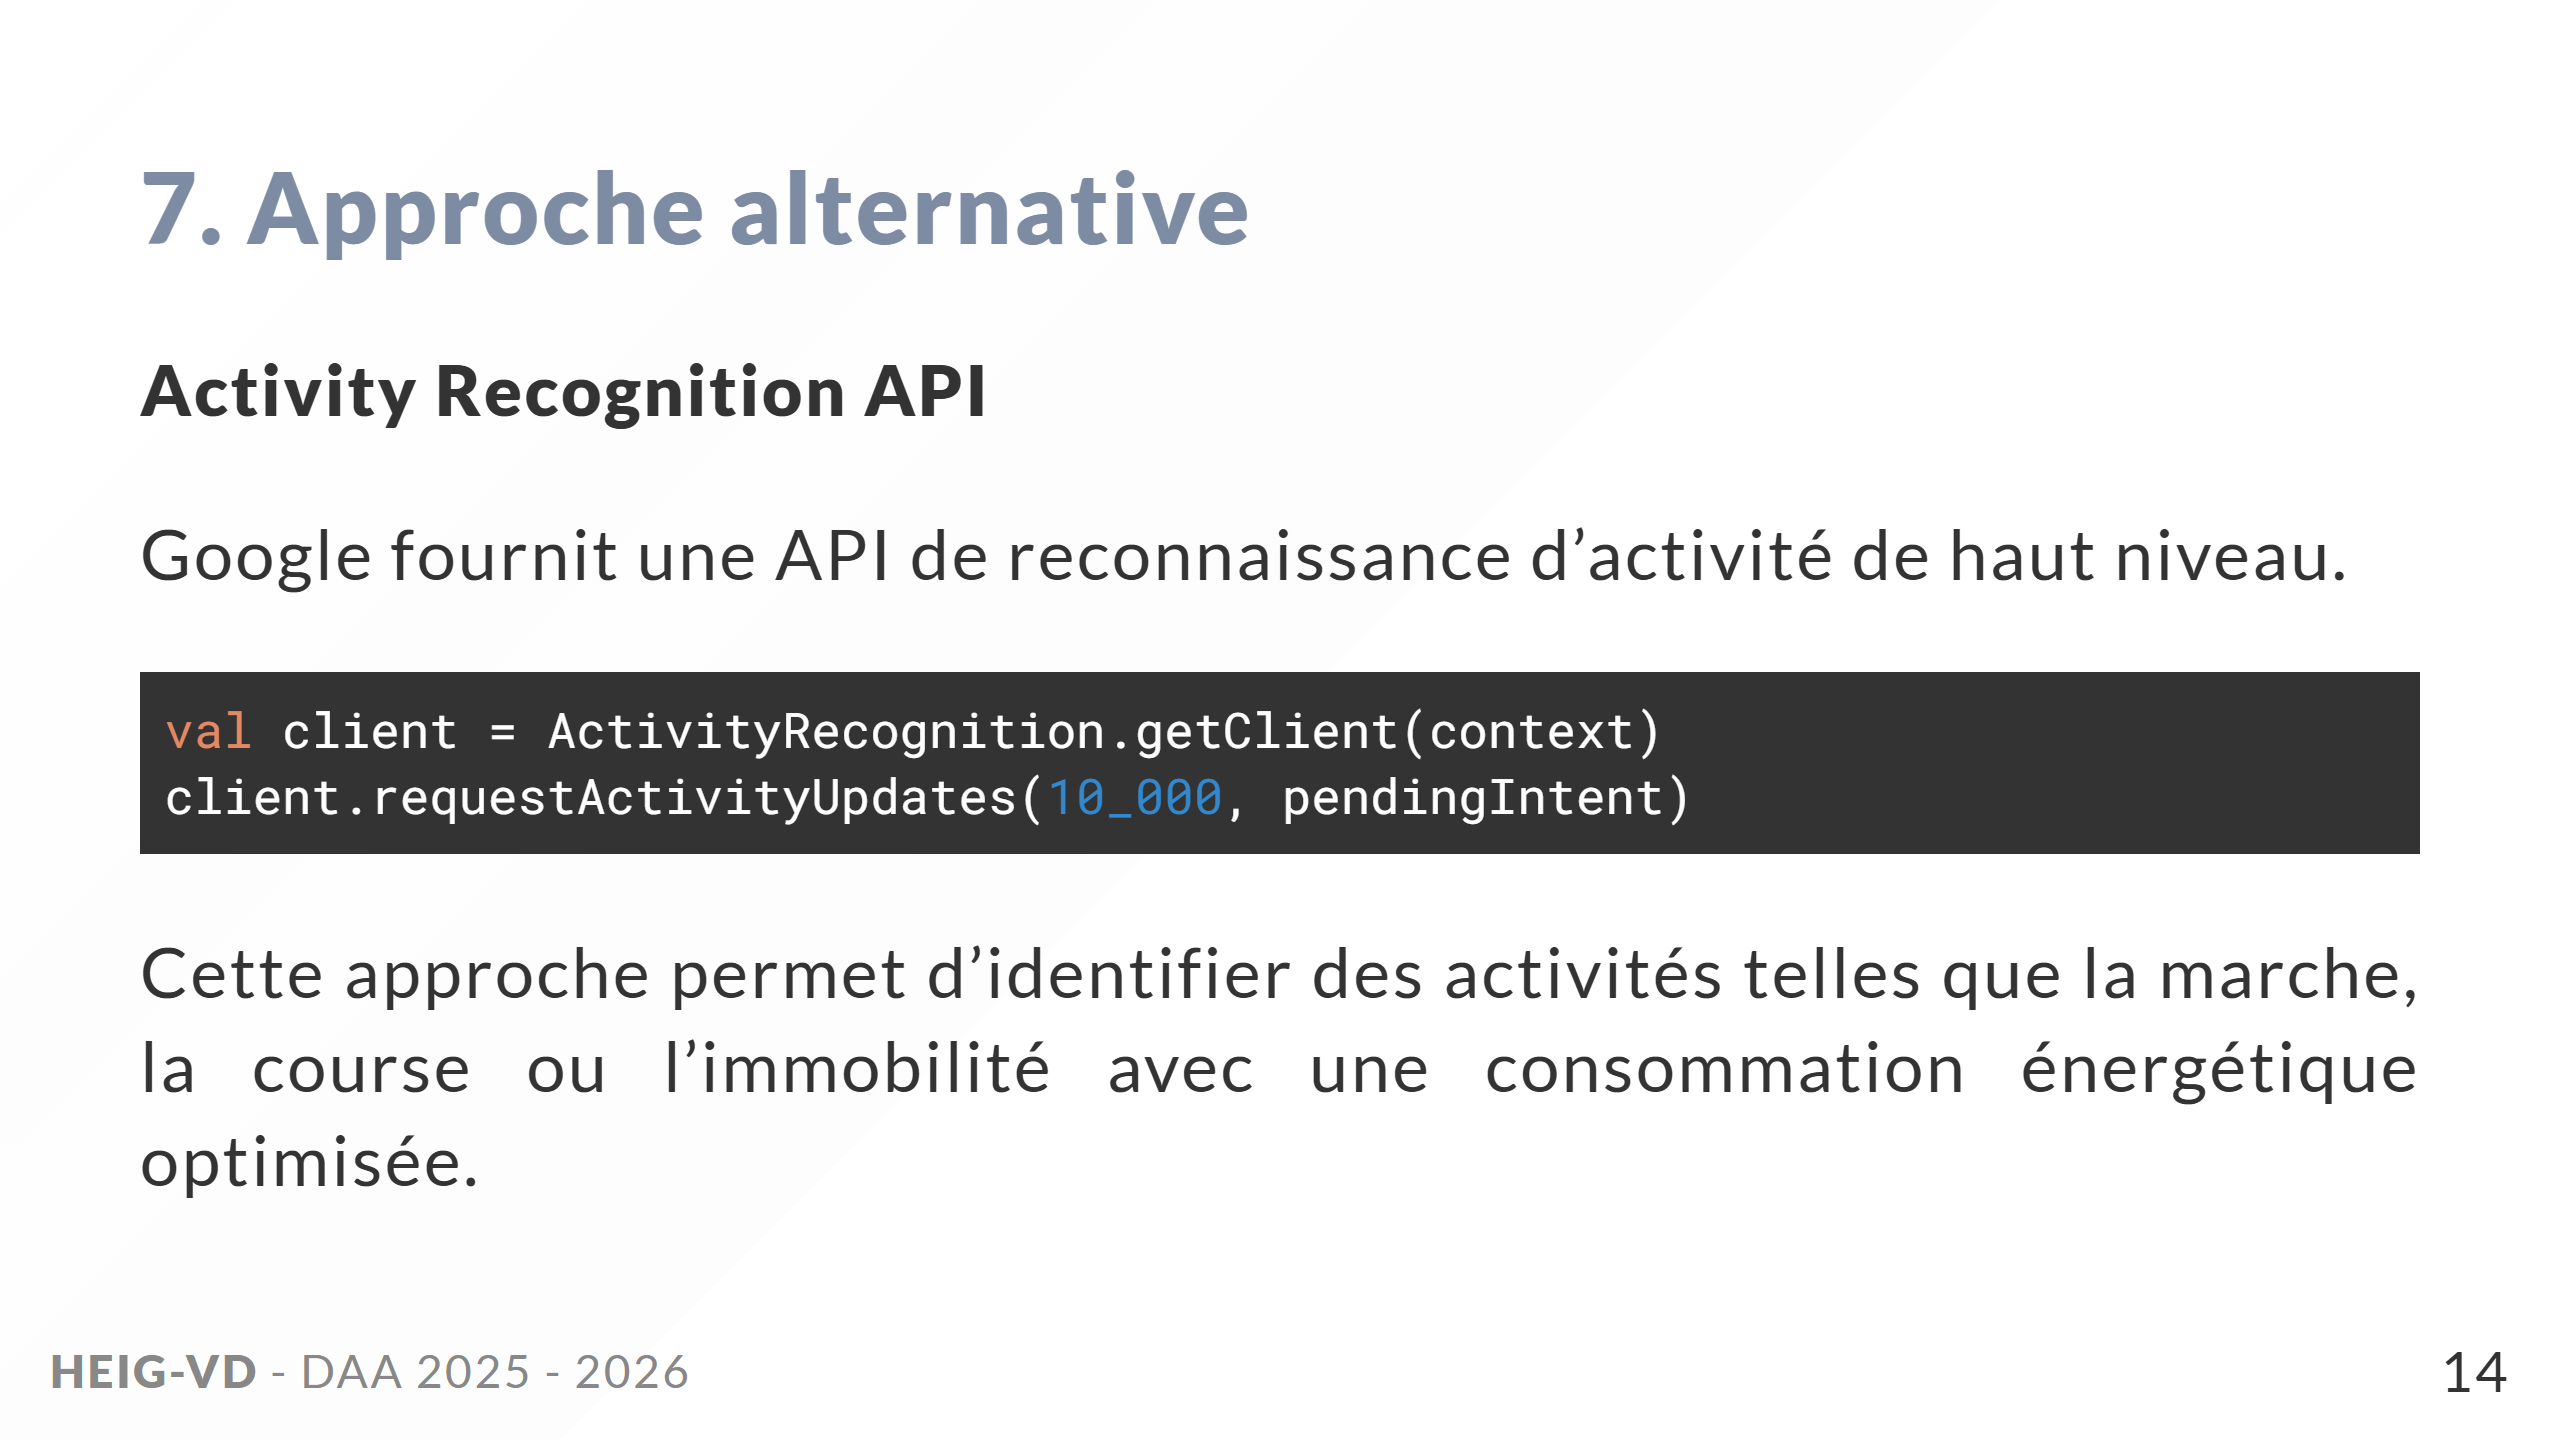 7. Approche alternative
Activity Recognition API
Google fournit une API de reconnaissance d’activité de haut niveau.
val client = ActivityRecognition.getClient(context)
client.requestActivityUpdates(10_000, pendingIntent)
Cette approche permet d’identifier des activités telles que la marche,
la course ou l’immobilité avec une consommation énergétique
optimisée.
HEIG-VD - DAA 2025 - 2026
14